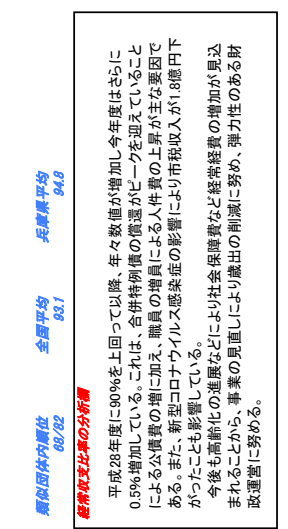 類似団体内順位 全国平均 兵庫県平均
68/82 93.1 94.8
経常収支比率の分析欄
平成28年度に90%を上回って以降、年々数値が増加し今年度はさらに
0.5%増加している。これは、合併特例債の償還がピークを迎えていること
による公債費の増に加え、職員の増員による人件費の上昇が主な要因で
ある。また、新型コロナウイルス感染症の影響により市税収入が1.8億円下
がったことも影響している。
今後も高齢化の進展などにより社会保障費など経常経費の増加が見込
まれることから、事業の見直しにより歳出の削減に努め、弾力性のある財
政運営に努める。